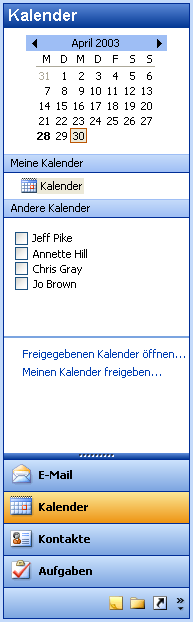 Kalender
April 2003
M D M D F S S
31 1 2 3 4 5 6
7 8 9 10 11 12 13
14 15 16 17 18 19 20
21 22 23 24 25 26 27
28 29 30
Meine Kalender
Kalender
Andere Kalender
Jeff Pike
Annette Hill
Chris Gray
Jo Brown
Freigegebenen Kalender öffnen...
Meinen Kalender freigeben...
E-Mail
Kalender
Kontakte
Aufgaben